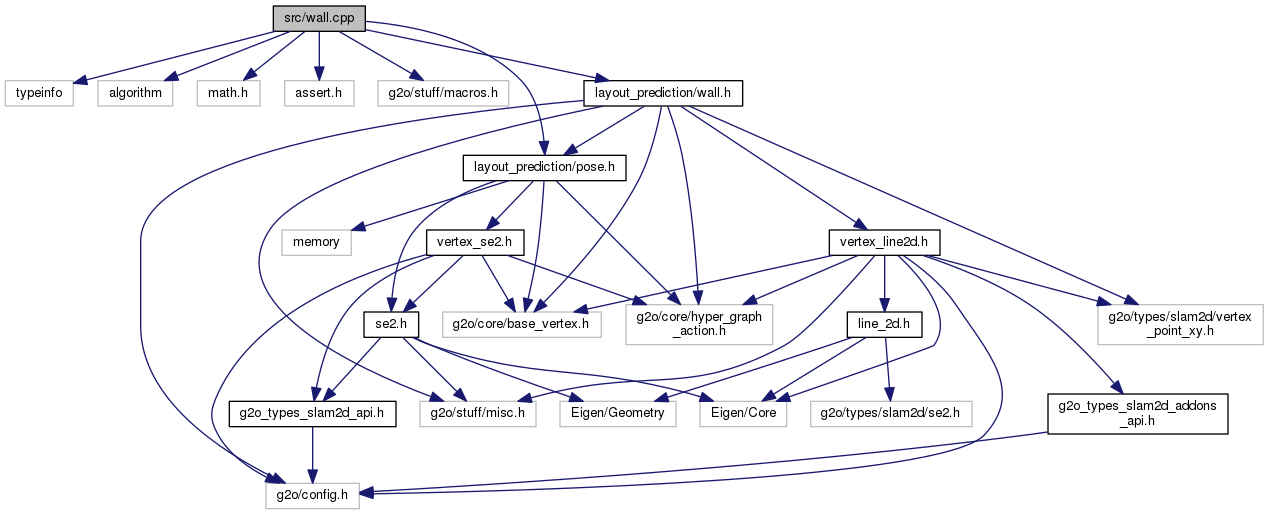 src/wall.cpp
typeinfo
algorithm
math.h
assert.h
g2o/stuff/macros.h
layout_prediction/wall.h
layout_prediction/pose.h
memory
vertex_se2.h
vertex_line2d.h
se2.h
g2o/core/base_vertex.h
g2o/core/hyper_graph
_action.h
line_2d.h
g2o/types/slam2d/vertex
_point_xy.h
g2o_types_slam2d_api.h
g2o/stuff/misc.h
Eigen/Geometry
Eigen/Core
g2o/types/slam2d/se2.h
g2o_types_slam2d_addons
_api.h
g2o/config.h